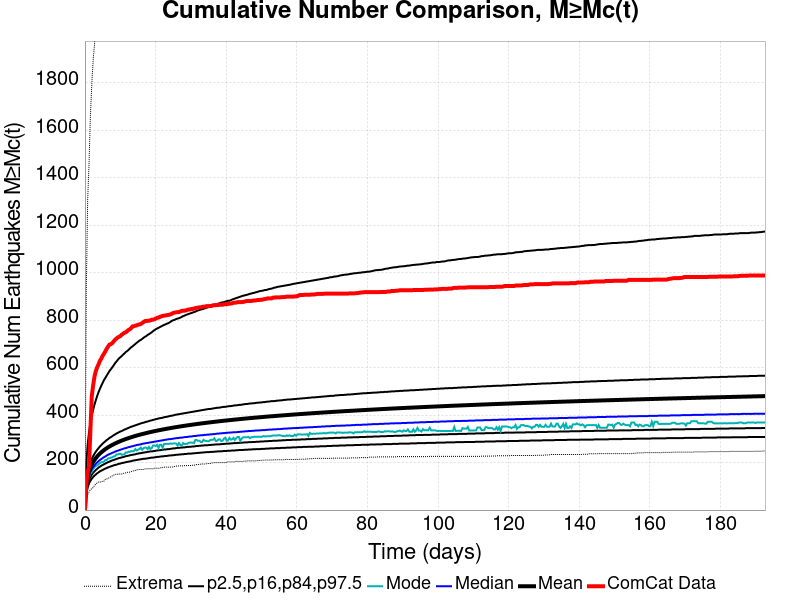 Cumulative Number Comparison, M≥Mc(t)
Cumulative Num Earthquakes M≥Mc(t)
1800
1600
1400
1200
1000
800
600
400
200
0
0 20 40 60 80 100 120 140 160 180
Time (days)
Extrema p2.5,p16,p84,p97.5 Mode Median Mean ComCat Data